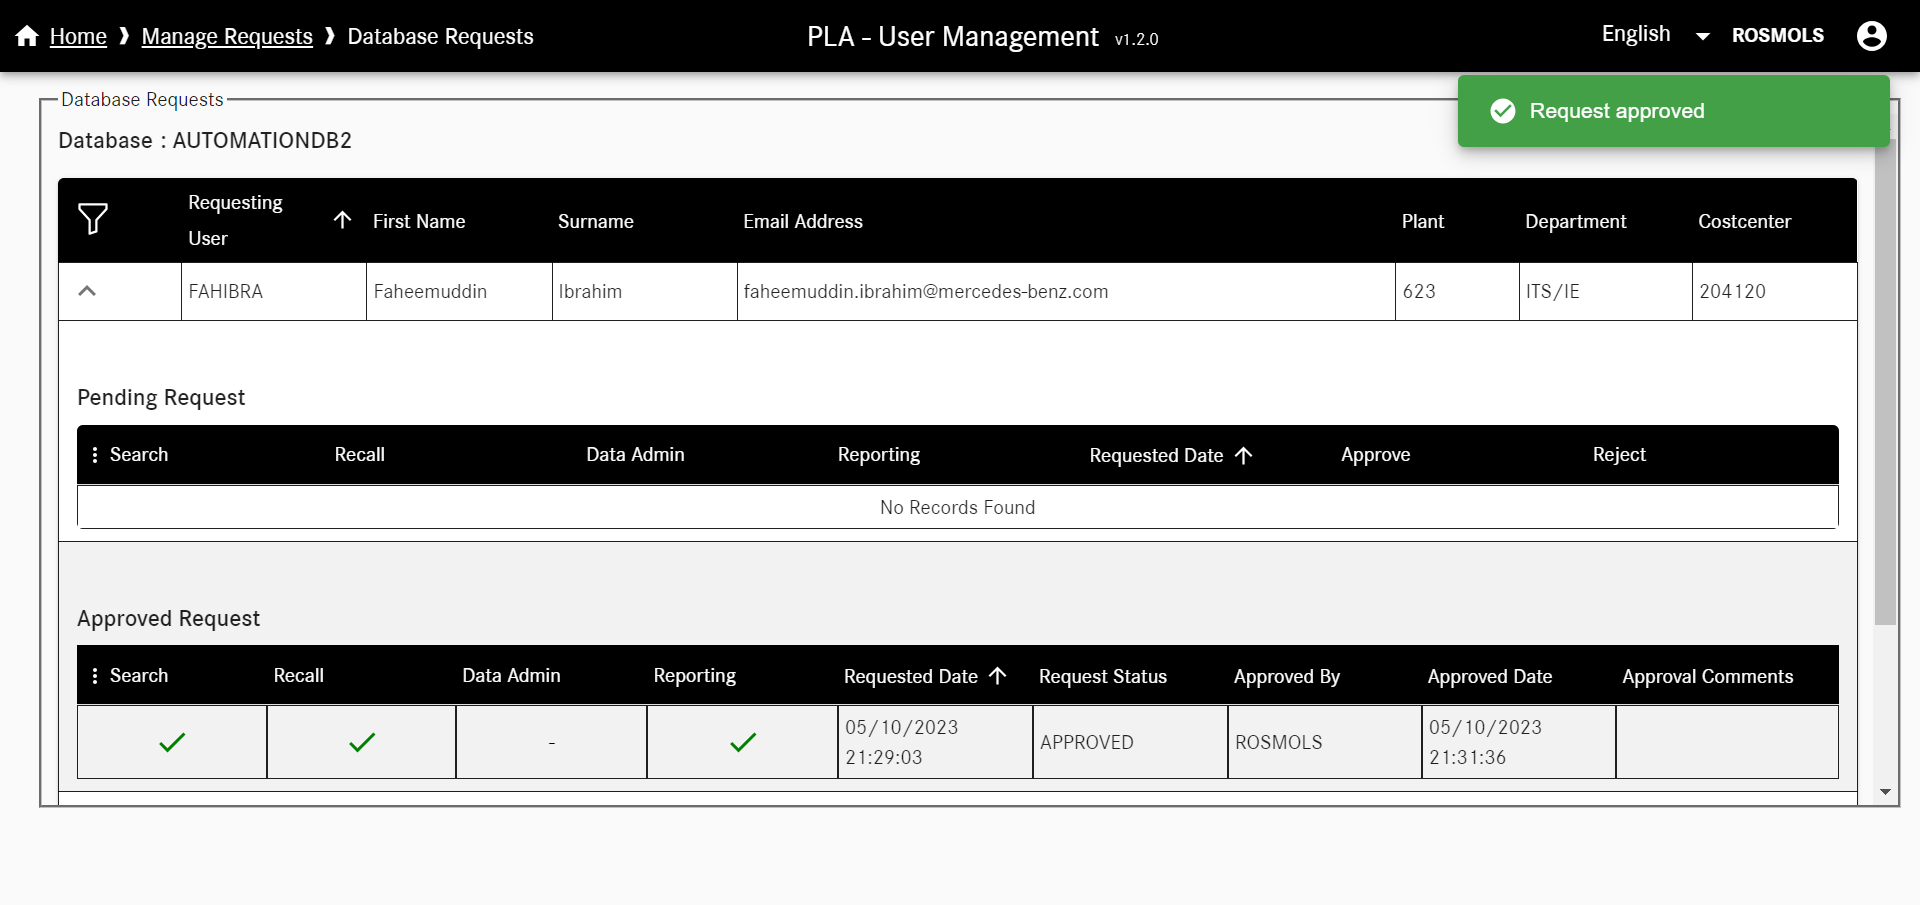 Home ❱ Manage Requests ❱ Database Requests
PLA - User Management v1.2.0
English
ROSMOLS
Request approved
Database Requests
Database : AUTOMATIONDB2
Requesting User First Name Surname Email Address Plant Department Costcenter
FAHIBRA Faheemuddin Ibrahim faheemuddin.ibrahim@mercedes-benz.com 623 ITS/IE 204120
Pending Request
Search Recall Data Admin Reporting Requested Date Approve Reject
No Records Found
Approved Request
Search Recall Data Admin Reporting Requested Date Request Status Approved By Approved Date Approval Comments
- 05/10/2023 21:29:03 APPROVED ROSMOLS 05/10/2023 21:31:36